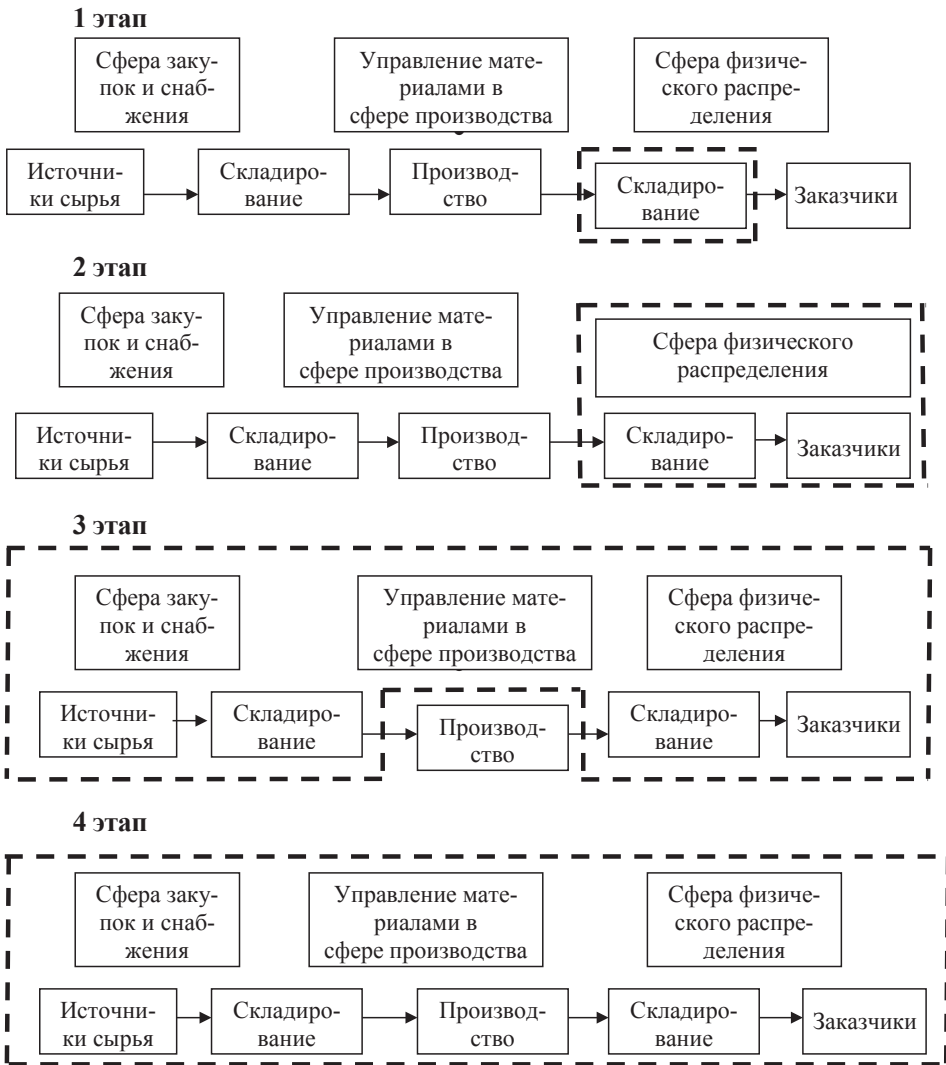 1 этап
Сфера заку-
пок и снаб-
жения
Управление мате-
риалами в
сфере производства
Сфера физиче-
ского распре-
деления
Источни-
ки сырья
Складиро-
вание
Производ-
ство
Складиро-
вание
Заказчики
2 этап
Сфера заку-
пок и снаб-
жения
Управление мате-
риалами в
сфере производства
Сфера физического
распределения
Источни-
ки сырья
Складиро-
вание
Производ-
ство
Складиро-
вание
Заказчики
3 этап
Сфера заку-
пок и снаб-
жения
Управление мате-
риалами в
сфере производства
Сфера физиче-
ского распре-
деления
Источни-
ки сырья
Складиро-
вание
Производ-
ство
Складиро-
вание
Заказчики
4 этап
Сфера заку-
пок и снаб-
жения
Управление мате-
риалами в
сфере производства
Сфера физиче-
ского распре-
деления
Источни-
ки сырья
Складиро-
вание
Производ-
ство
Складиро-
вание
Заказчики